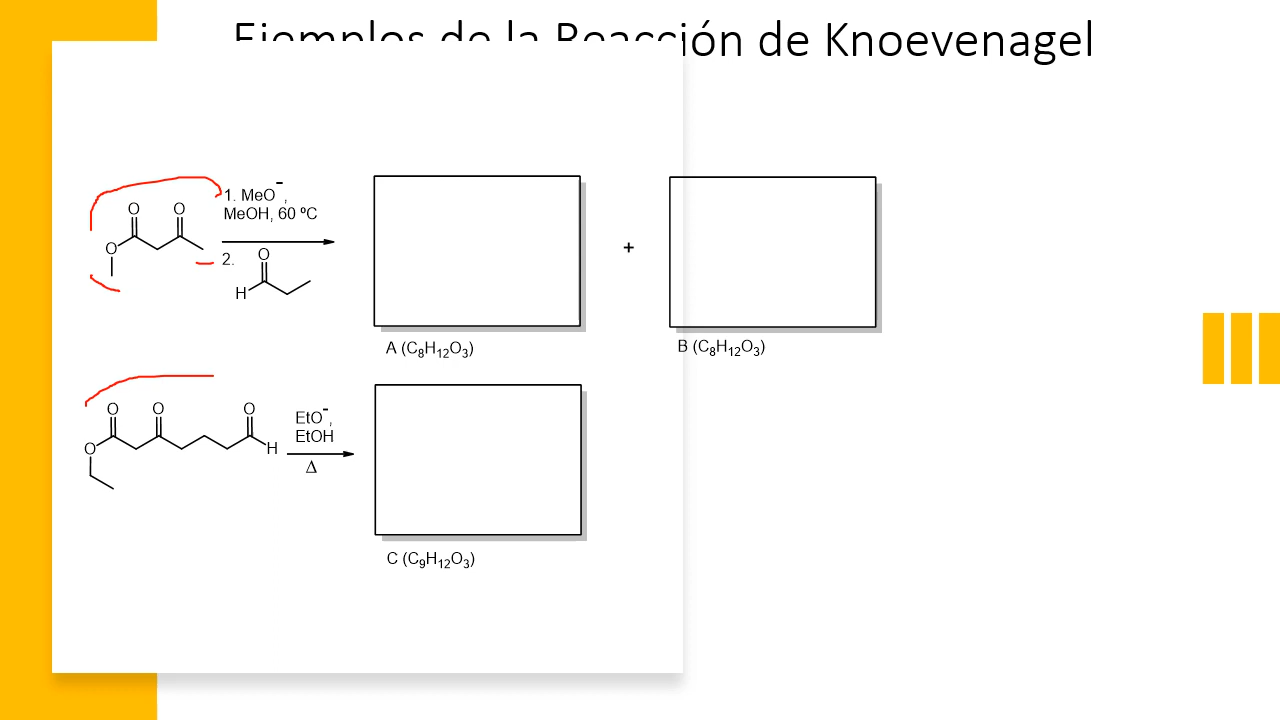 Ejemplos de la Reacción de Knoevenagel
1. MeO⁻,
MeOH, 60 ºC
2.
O
O
O
O
H
+
A (C₈H₁₂O₃)
B (C₈H₁₂O₃)
O
O
O
O
H
EtO⁻,
EtOH
Δ
C (C₉H₁₂O₃)